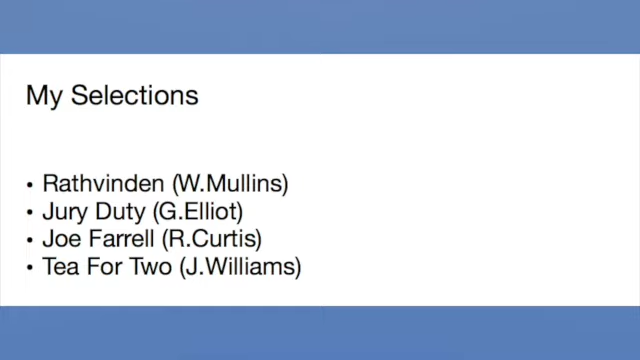 My Selections
• Rathvinden (W.Mullins)
• Jury Duty (G.Elliot)
• Joe Farrell (R.Curtis)
• Tea For Two (J.Williams)